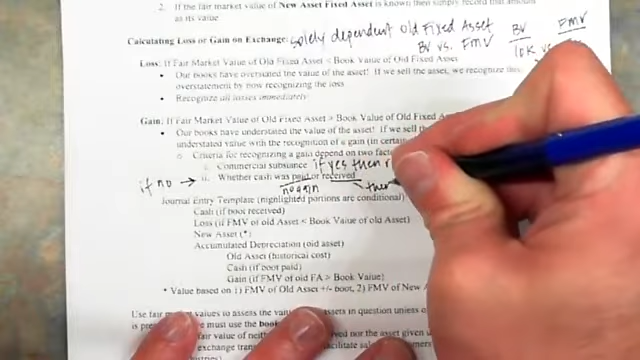 2. If the fair market value of New Asset Fixed Asset is known then simply record that amount
as its value.
Calculating Loss or Gain on Exchange: solely dependent Old Fixed Asset
BV vs. FMV
BV FMV
10K vs
Loss: If Fair Market Value of Old Fixed Asset < Book Value of Old Fixed Asset
• Our books have overstated the value of the asset! If we sell the asset, we recognize this
overstatement by now recognizing the loss
• Recognize all losses immediately
Gain: If Fair Market Value of Old Fixed Asset > Book Value of Old Fixed
• Our books have understated the value of the asset! If we sell the
understated value with the recognition of a gain (in certain
o Criteria for recognizing a gain depend on two fact
i. Commercial substance if yes then r
if no → ii. Whether cash was paid or received
no gain then
Journal Entry Template (highlighted portions are conditional)
Cash (if boot received)
Loss (if FMV of old asset < Book Value of old asset)
New Asset (*)
Accumulated Depreciation (old asset)
Old Asset (historical cost)
Cash (if boot paid)
Gain (if FMV of old FA > Book Value)
* Value based on 1) FMV of Old Asset +/- boot, 2) FMV of New A
Use fair values to assess the assets in question unless
is we must use the book
fair value of nor the asset given
exchange tran facilitate sale